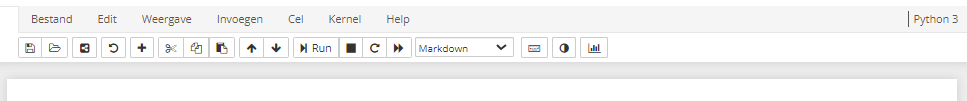 Bestand Edit Weergave Invoegen Cel Kernel Help Python 3
Run Markdown